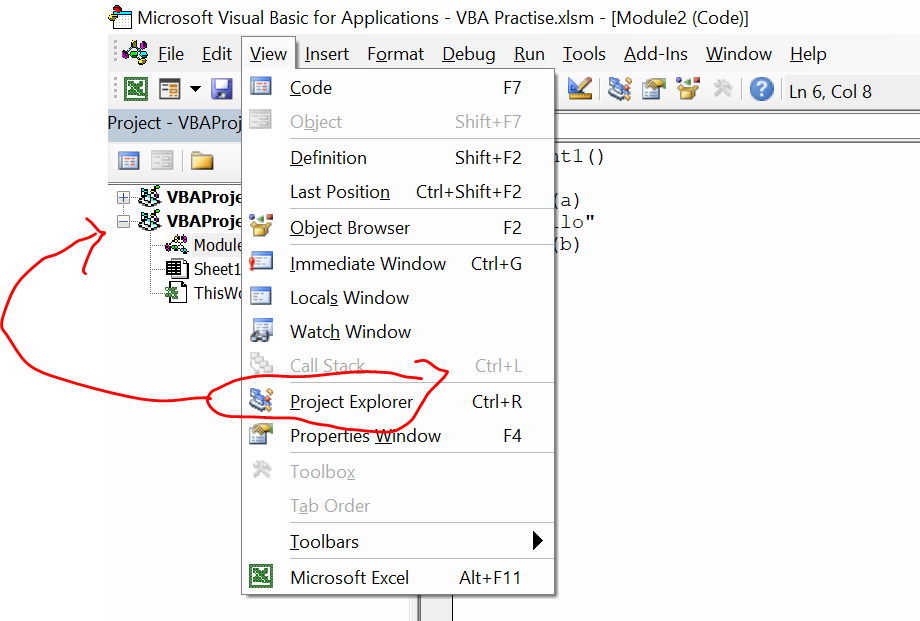 Microsoft Visual Basic for Applications - VBA Practise.xlsm - [Module2 (Code)]
File Edit View Insert Format Debug Run Tools Add-Ins Window Help
Ln 6, Col 8
Project - VBAProj
Code F7
Object Shift+F7
Definition Shift+F2
Last Position Ctrl+Shift+F2
Object Browser F2
Immediate Window Ctrl+G
Locals Window
Watch Window
Call Stack Ctrl+L
Project Explorer Ctrl+R
Properties Window F4
Toolbox
Tab Order
Toolbars
Microsoft Excel Alt+F11
VBAProje
VBAProje
Module
Sheet1
ThisWo
nt1()
(a)
llo"
(b)